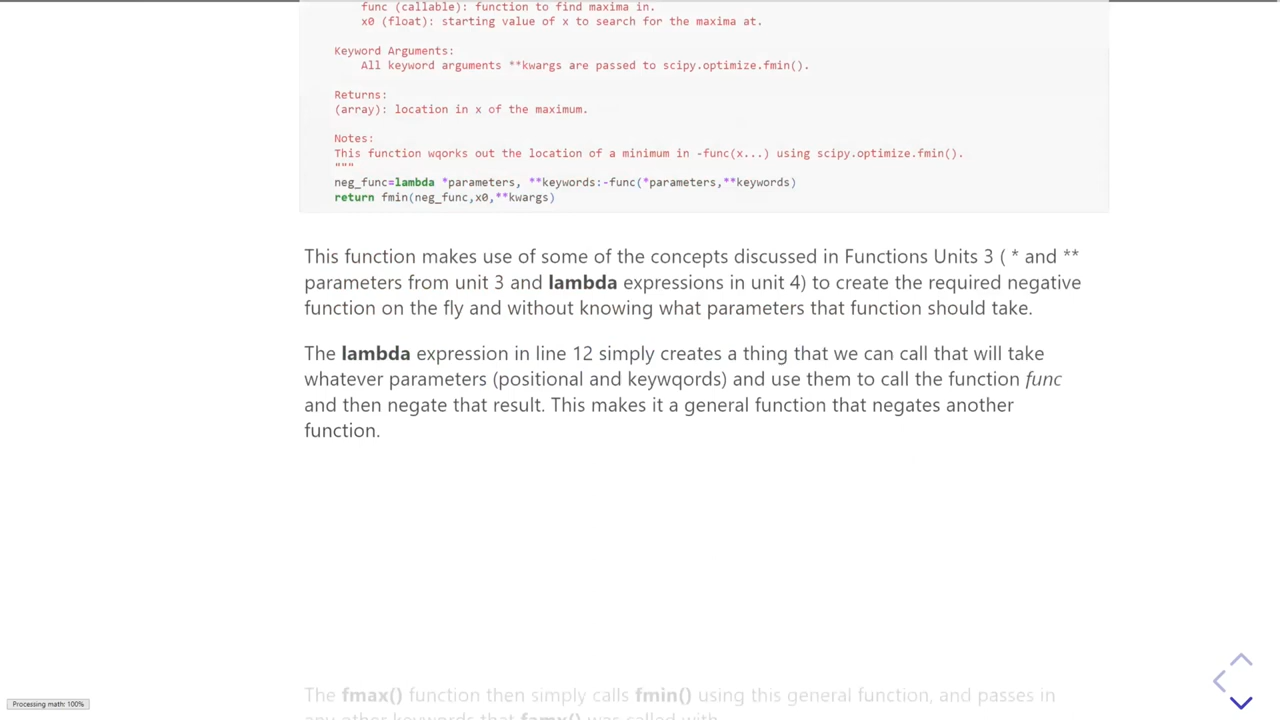 func (callable): function to find maxima in.
x0 (float): starting value of x to search for the maxima at.
Keyword Arguments:
All keyword arguments **kwargs are passed to scipy.optimize.fmin().
Returns:
(array): location in x of the maximum.
Notes:
This function wqorks out the location of a minimum in -func(x...) using scipy.optimize.fmin().
"""
neg_func=lambda *parameters, **keywords:-func(*parameters,**keywords)
return fmin(neg_func,x0,**kwargs)
This function makes use of some of the concepts discussed in Functions Units 3 ( * and **
parameters from unit 3 and lambda expressions in unit 4) to create the required negative
function on the fly and without knowing what parameters that function should take.
The lambda expression in line 12 simply creates a thing that we can call that will take
whatever parameters (positional and keywqords) and use them to call the function func
and then negate that result. This makes it a general function that negates another
function.
The fmax() function then simply calls fmin() using this general function, and passes in
any other keywords that famx() was called with.
Processing math: 100%